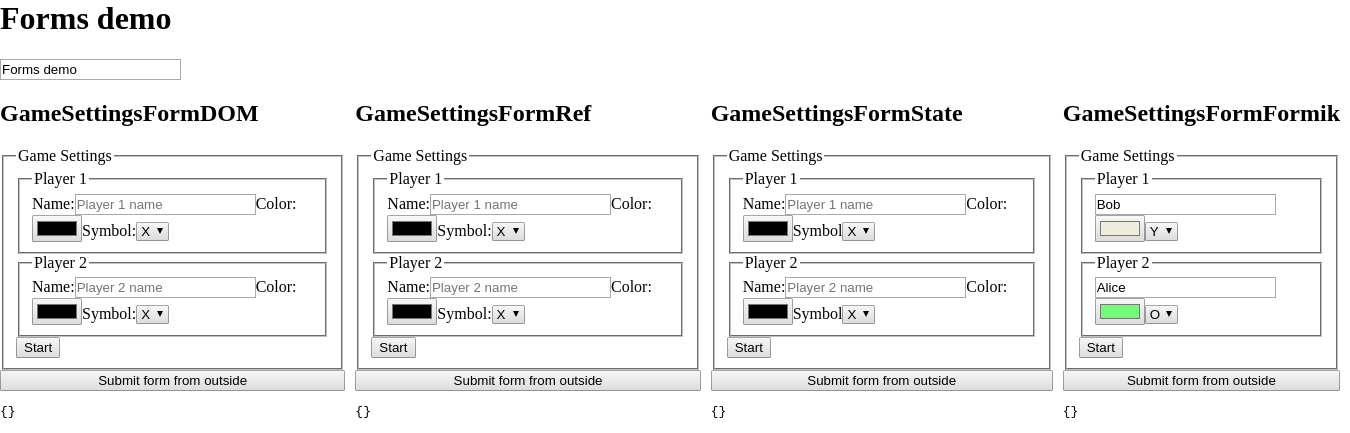 Forms demo
Forms demo
GameSettingsFormDOM
Game Settings
Player 1
Name: Player 1 name Color:
Symbol: X
Player 2
Name: Player 2 name Color:
Symbol: X
Start
Submit form from outside
{}
GameSettingsFormRef
Game Settings
Player 1
Name: Player 1 name Color:
Symbol: X
Player 2
Name: Player 2 name Color:
Symbol: X
Start
Submit form from outside
{}
GameSettingsFormState
Game Settings
Player 1
Name: Player 1 name Color:
Symbol X
Player 2
Name: Player 2 name Color:
Symbol X
Start
Submit form from outside
{}
GameSettingsFormFormik
Game Settings
Player 1
Bob
Y
Player 2
Alice
O
Start
Submit form from outside
{}